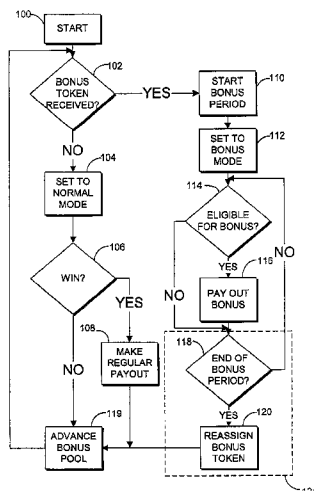 100
START
102
BONUS
TOKEN
RECEIVED?
YES
110
START
BONUS
PERIOD
112
SET TO
BONUS
MODE
NO
104
SET TO
NORMAL
MODE
114
ELIGIBLE
FOR BONUS?
NO
YES
116
PAY OUT
BONUS
NO
106
WIN?
YES
NO
108
MAKE
REGULAR
PAYOUT
118
END OF
BONUS
PERIOD?
YES
120
REASSIGN
BONUS
TOKEN
119
ADVANCE
BONUS
POOL